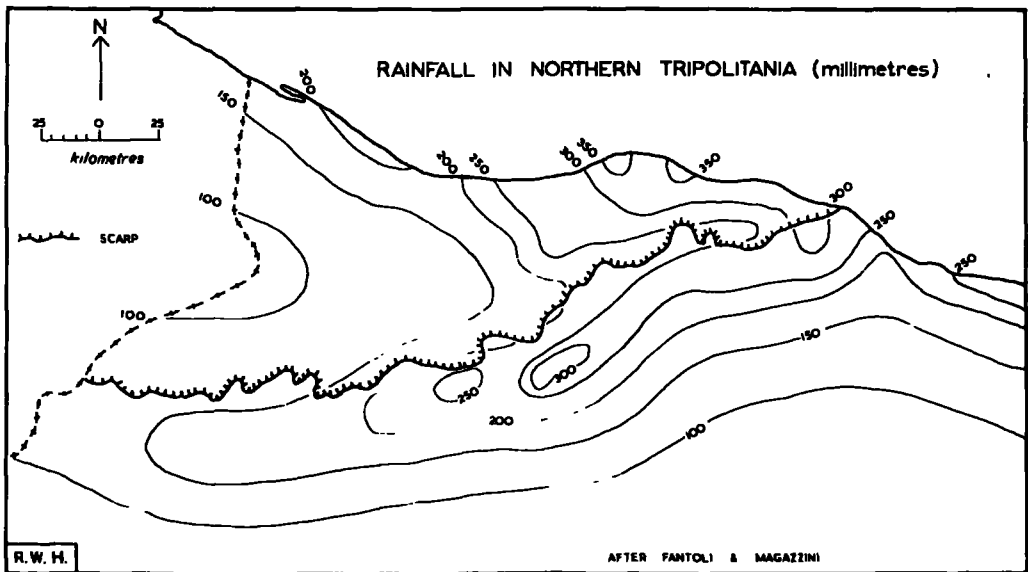 N
RAINFALL IN NORTHERN TRIPOLITANIA (millimetres)
25 0 25
kilometres
SCARP
200
150
100
100
200
250
300
350
350
300
250
250
150
100
200
250
300
R.W.H.
AFTER FANTOLI & MAGAZZINI